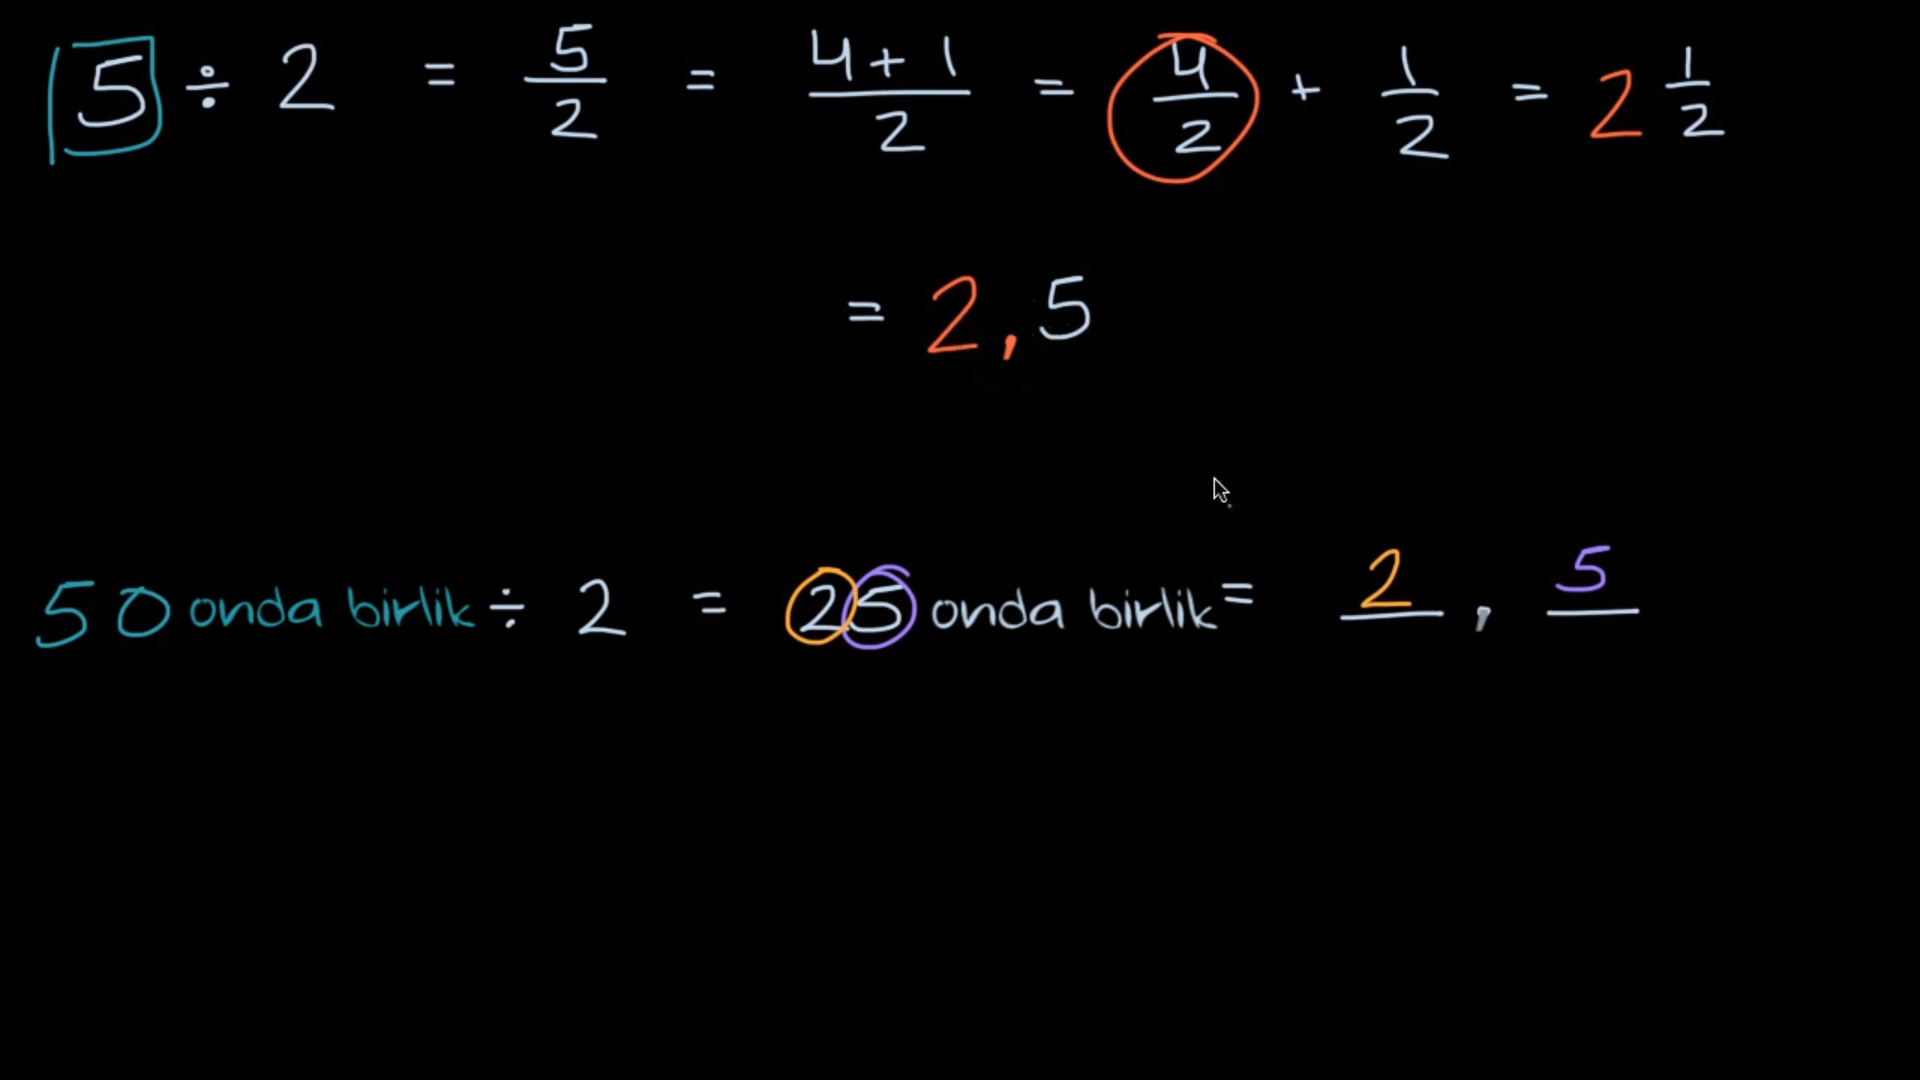 5 ÷ 2 = 5/2 = (4+1)/2 = 4/2 + 1/2 = 2 1/2
= 2,5
50 onda birlik ÷ 2 = 25 onda birlik = 2 , 5